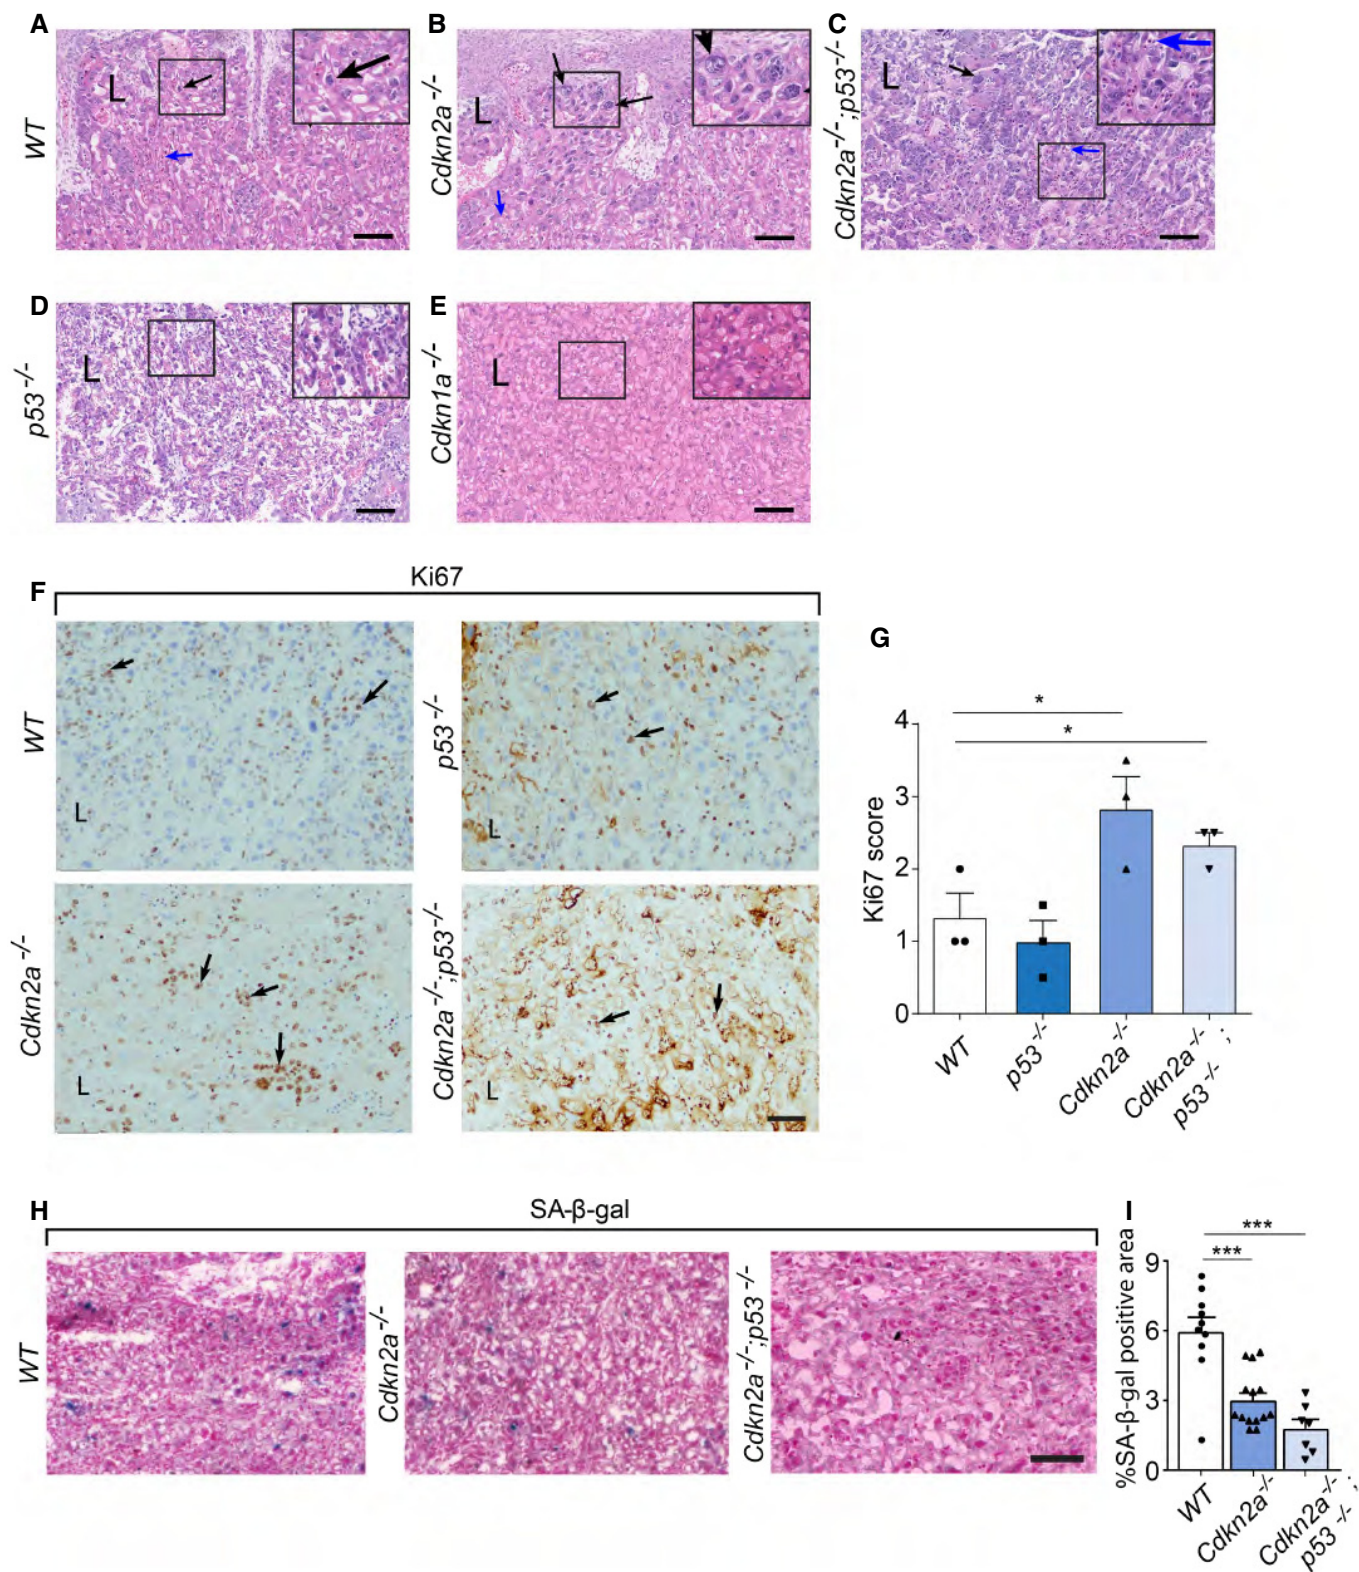 A
B
C
WT
L
Cdkn2a-/-
L
Cdkn2a-/-;p53-/-
L
D
E
p53-/-
L
Cdkn1a-/-
L
F
Ki67
WT
L
p53-/-
L
Cdkn2a-/-
L
Cdkn2a-/-;p53-/-
L
G
*
*
Ki67 score
4
3
2
1
0
WT
p53-/-
Cdkn2a-/-
Cdkn2a-/-;
p53-/-
H
SA-β-gal
WT
Cdkn2a-/-
Cdkn2a-/-;p53-/-
I
***
***
%SA-β-gal positive area
9
6
3
0
WT
Cdkn2a-/-
Cdkn2a-/-;
p53-/-